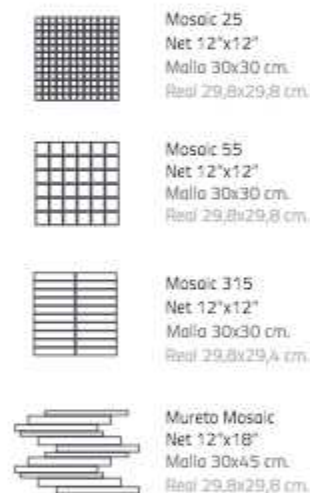 Mosaic 25
Net 12"x12"
Malla 30x30 cm.
Real 29,8x29,8 cm.
Mosaic 55
Net 12"x12"
Malla 30x30 cm.
Real 29,8x29,8 cm.
Mosaic 315
Net 12"x12"
Malla 30x30 cm.
Real 29,8x29,4 cm.
Mureto Mosaic
Net 12"x18"
Malla 30x45 cm.
Real 29,8x29,8 cm.